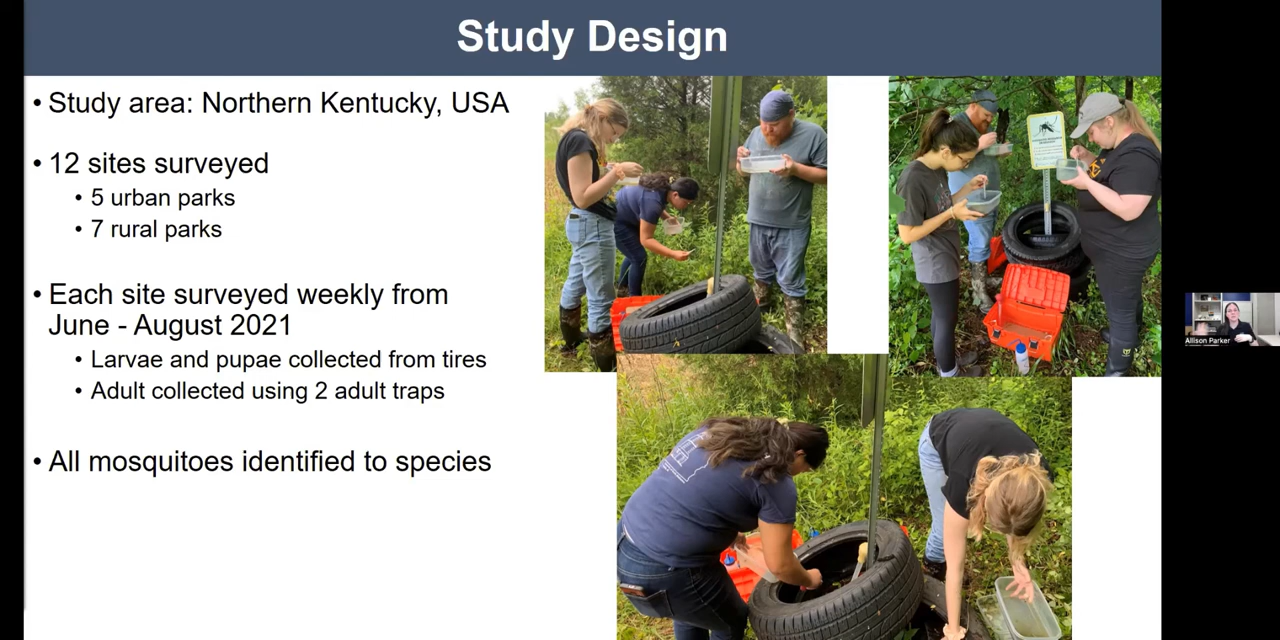 Study Design
• Study area: Northern Kentucky, USA
• 12 sites surveyed
• 5 urban parks
• 7 rural parks
• Each site surveyed weekly from
June - August 2021
• Larvae and pupae collected from tires
• Adult collected using 2 adult traps
• All mosquitoes identified to species
Allison Parker